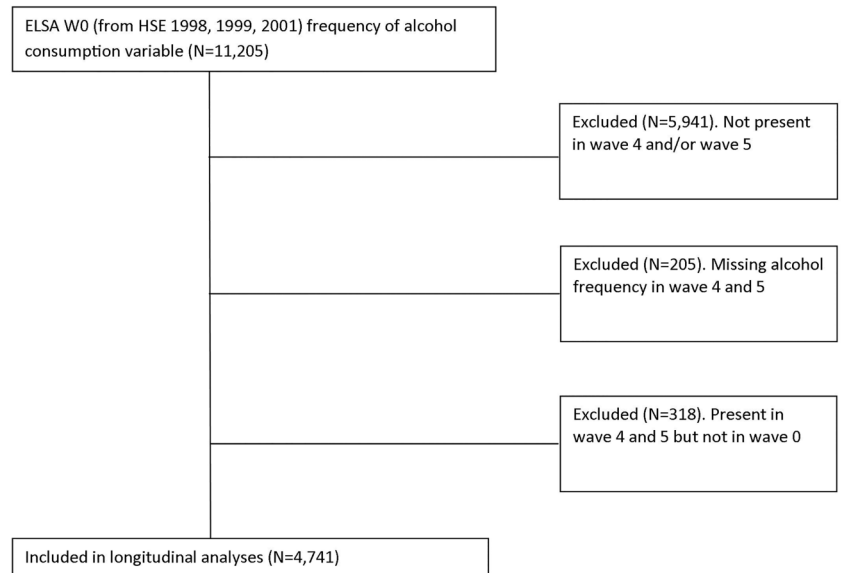 ELSA W0 (from HSE 1998, 1999, 2001) frequency of alcohol
consumption variable (N=11,205)
Excluded (N=5,941). Not present
in wave 4 and/or wave 5
Excluded (N=205). Missing alcohol
frequency in wave 4 and 5
Excluded (N=318). Present in
wave 4 and 5 but not in wave 0
Included in longitudinal analyses (N=4,741)